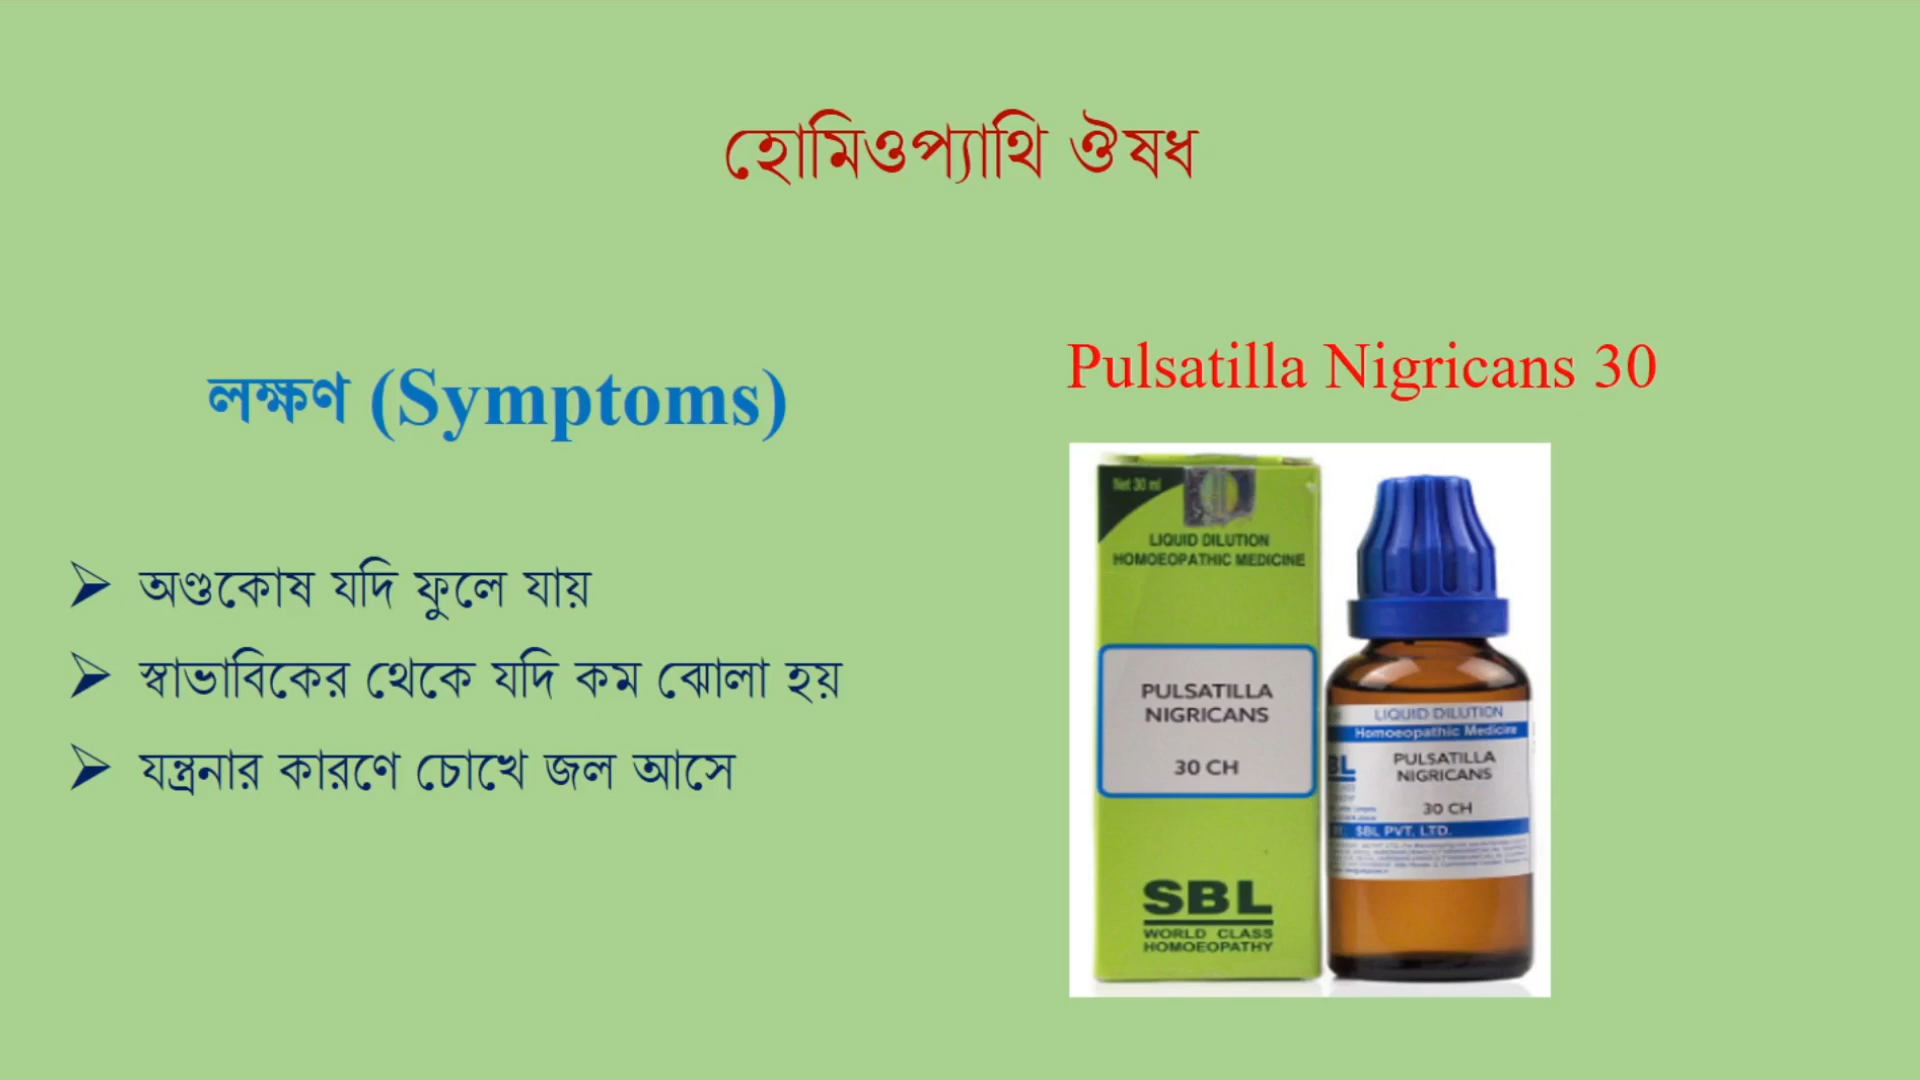 হোমিওপ্যাথি ঔষধ
লক্ষণ (Symptoms)
➢ অণ্ডকোষ যদি ফুলে যায়
➢ স্বাভাবিকের থেকে যদি কম ঝোলা হয়
➢ যন্ত্রনার কারণে চোখে জল আসে
Pulsatilla Nigricans 30
Net 30 ml
LIQUID DILUTION
HOMOEOPATHIC MEDICINE
PULSATILLA
NIGRICANS
30 CH
SBL
WORLD CLASS
HOMOEOPATHY
LIQUID DILUTION
Homoeopathic Medicine
PULSATILLA
NIGRICANS
30 CH
SBL PVT. LTD.